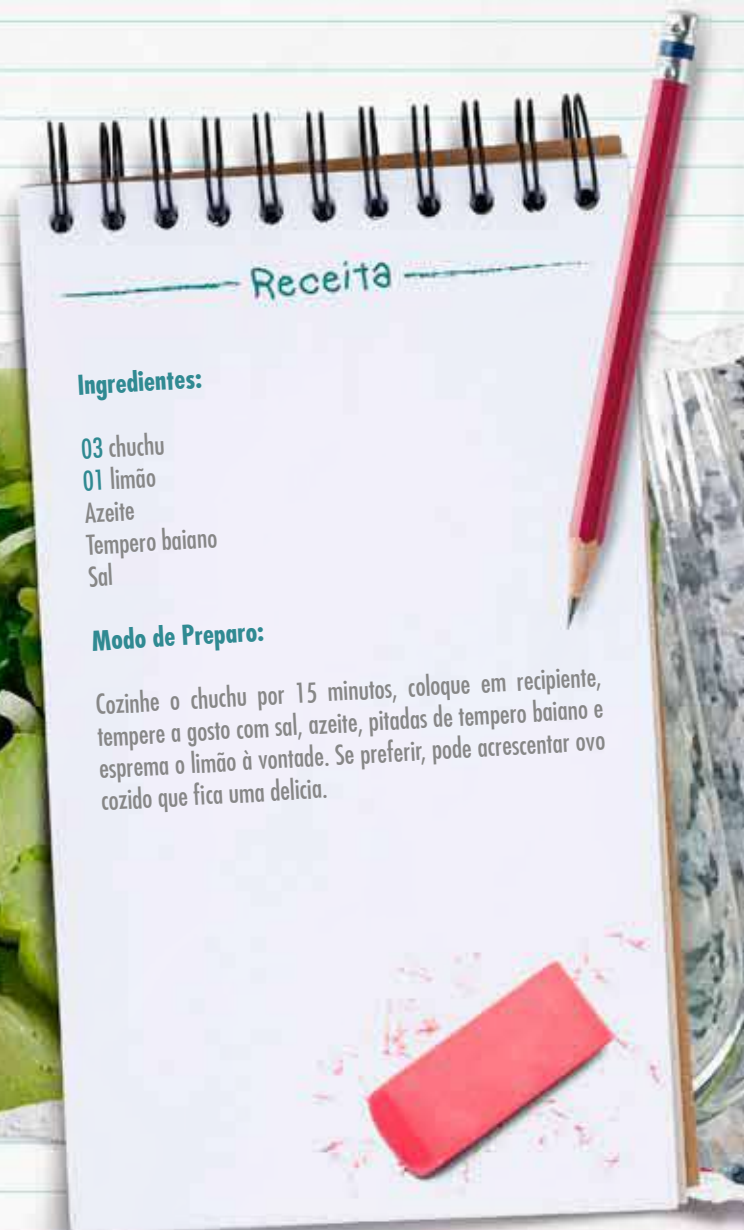 Receita
Ingredientes:
03 chuchu
01 limão
Azeite
Tempero baiano
Sal
Modo de Preparo:
Cozinhe o chuchu por 15 minutos, coloque em recipiente,
tempere a gosto com sal, azeite, pitadas de tempero baiano e
esprema o limão à vontade. Se preferir, pode acrescentar ovo
cozido que fica uma delicia.